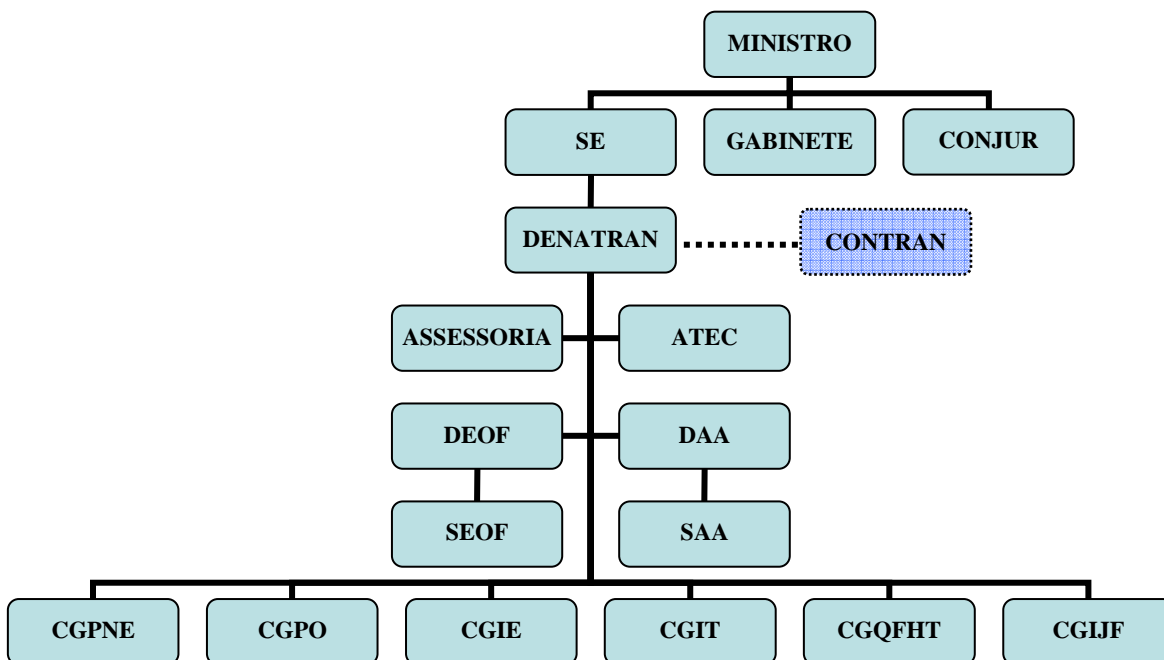 MINISTRO
SE
GABINETE
CONJUR
DENATRAN
CONTRAN
ASSESSORIA
ATEC
DEOF
DAA
SEOF
SAA
CGPNE
CGPO
CGIE
CGIT
CGQFHT
CGIJF